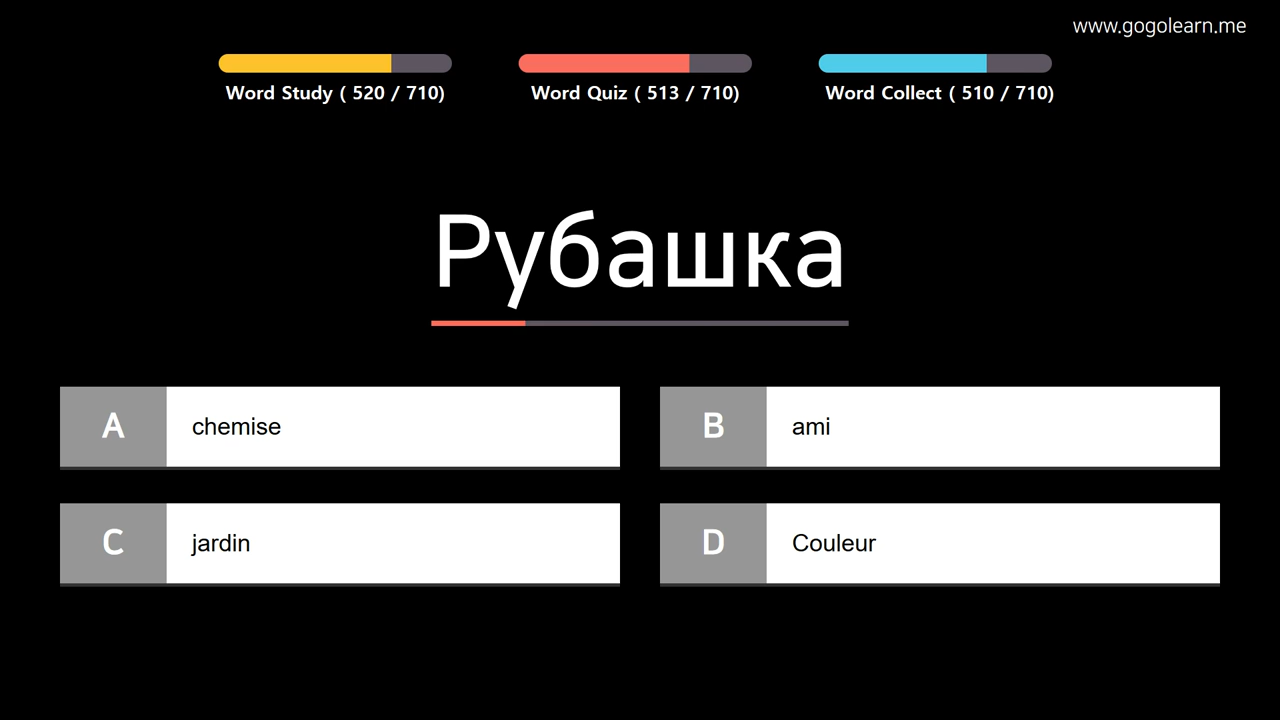 www.gogolearn.me
Word Study ( 520 / 710)
Word Quiz ( 513 / 710)
Word Collect ( 510 / 710)
Рубашка
A chemise
B ami
C jardin
D Couleur